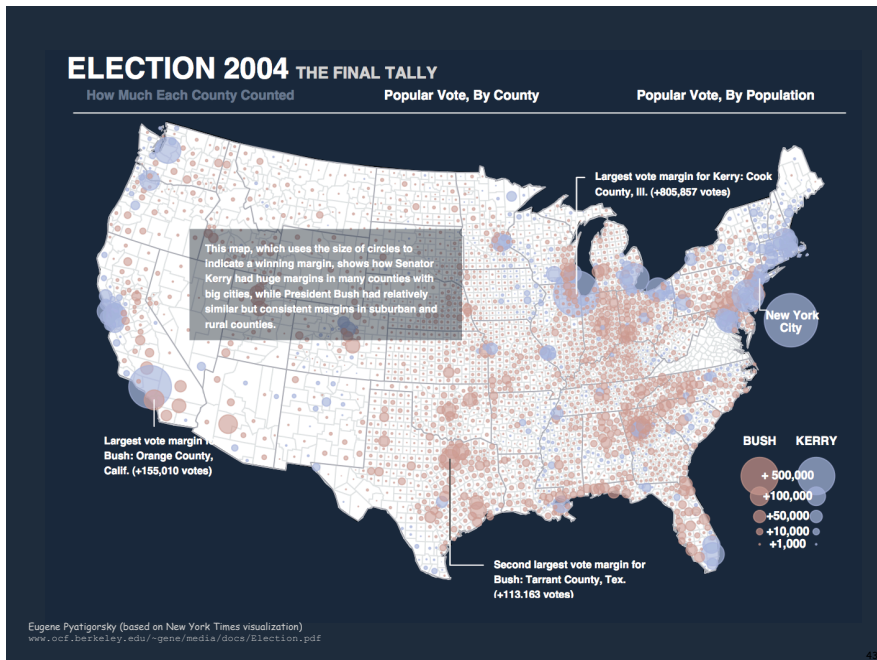 ELECTION 2004 THE FINAL TALLY
How Much Each County Counted Popular Vote, By County Popular Vote, By Population
Largest vote margin for Kerry: Cook
County, Ill. (+805,857 votes)
This map, which uses the size of circles to
indicate a winning margin, shows how Senator
Kerry had huge margins in many counties with
big cities, while President Bush had relatively
similar but consistent margins in suburban and
rural counties.
New York
City
Largest vote margin
Bush: Orange County,
Calif. (+155,010 votes)
BUSH KERRY
+ 500,000
+100,000
+50,000
+10,000
+1,000
Second largest vote margin for
Bush: Tarrant County, Tex.
(+113,163 votes)
Eugene Pyatigorsky (based on New York Times visualization)
www.ocf.berkeley.edu/~gene/media/docs/Election.pdf
43